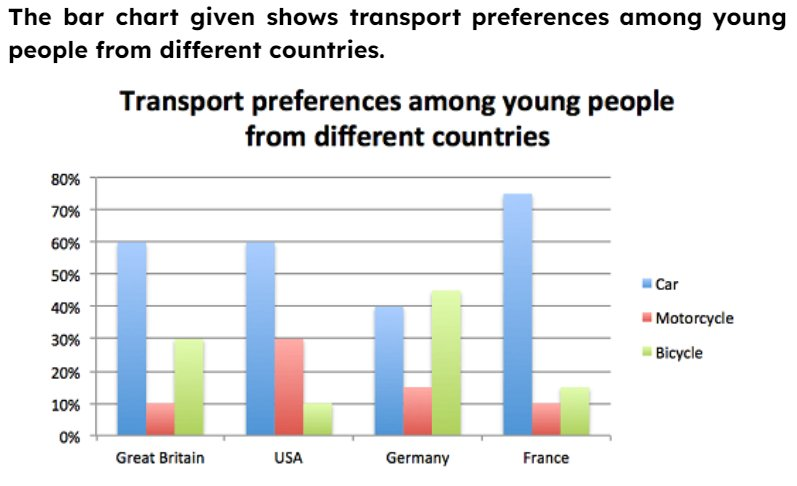 The bar chart given shows transport preferences among young
people from different countries.
Transport preferences among young people
from different countries
80%
70%
60%
50%
40%
30%
20%
10%
0%
Great Britain
USA
Germany
France
Car
Motorcycle
Bicycle